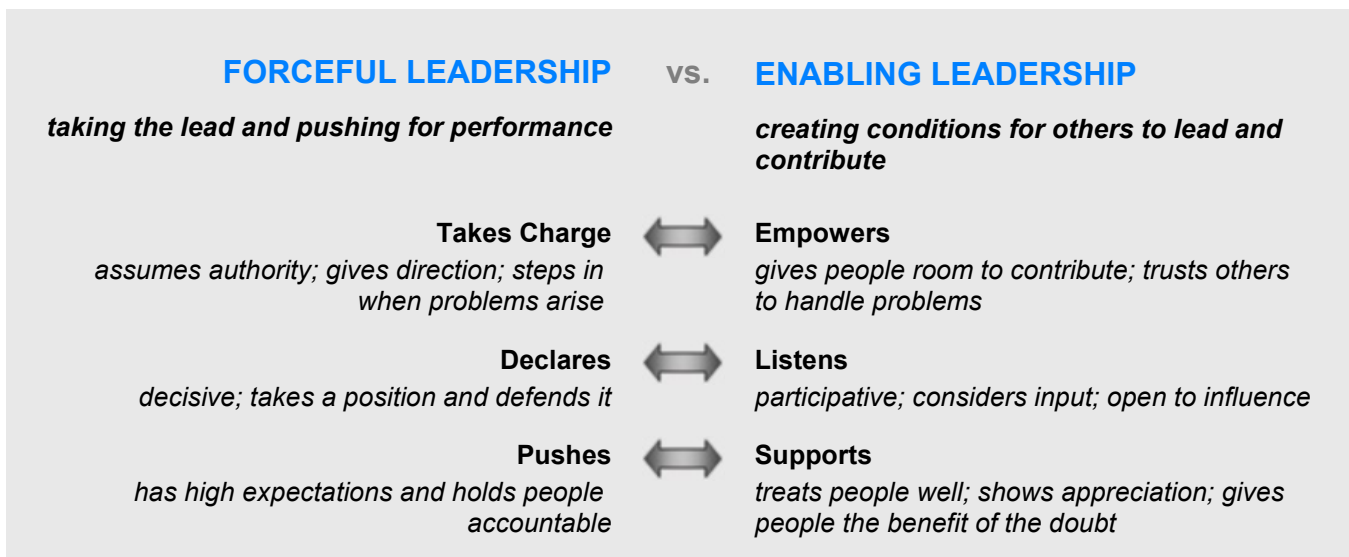 FORCEFUL LEADERSHIP vs. ENABLING LEADERSHIP
taking the lead and pushing for performance
creating conditions for others to lead and
contribute
Takes Charge
assumes authority; gives direction; steps in
when problems arise
Empowers
gives people room to contribute; trusts others
to handle problems
Declares
decisive; takes a position and defends it
Listens
participative; considers input; open to influence
Pushes
has high expectations and holds people
accountable
Supports
treats people well; shows appreciation; gives
people the benefit of the doubt